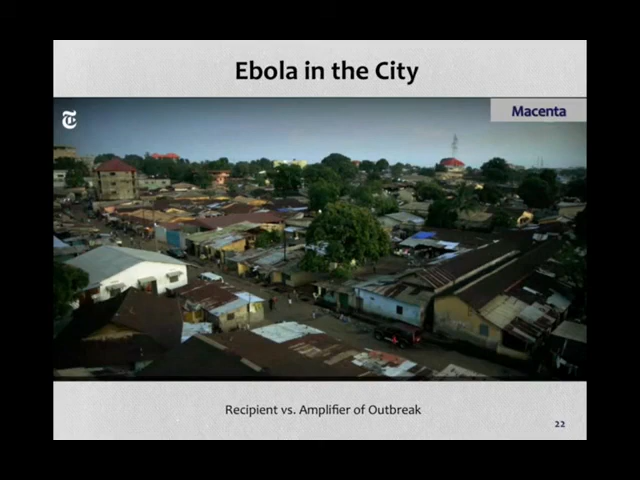 Ebola in the City
Macenta
T
Recipient vs. Amplifier of Outbreak
22